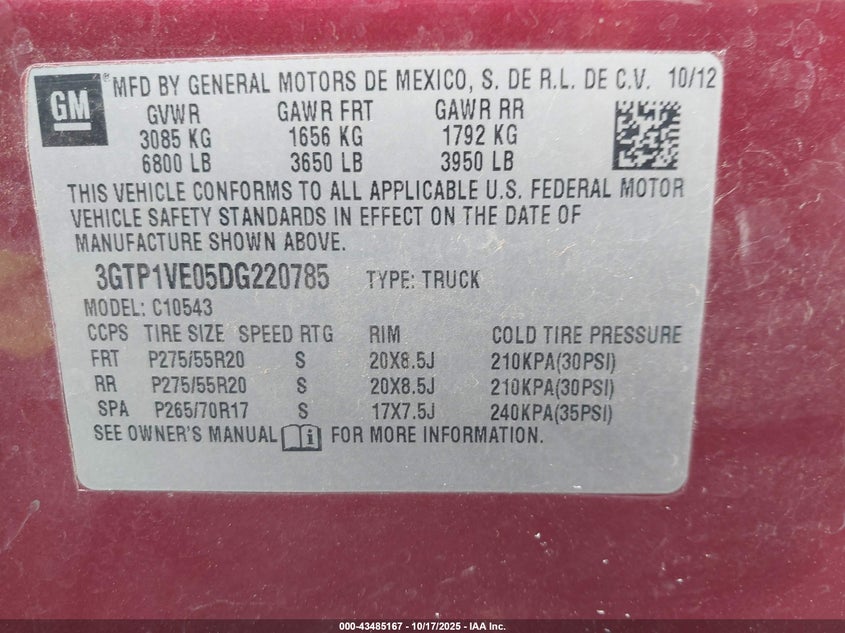 GM ® MFD BY GENERAL MOTORS DE MEXICO, S. DE R.L. DE C.V. 10/12
GVWR GAWR FRT GAWR RR
3085 KG 1656 KG 1792 KG
6800 LB 3650 LB 3950 LB
THIS VEHICLE CONFORMS TO ALL APPLICABLE U.S. FEDERAL MOTOR
VEHICLE SAFETY STANDARDS IN EFFECT ON THE DATE OF
MANUFACTURE SHOWN ABOVE.
3GTP1VE05DG220785 TYPE: TRUCK
MODEL: C10543
CCPS TIRE SIZE SPEED RTG RIM COLD TIRE PRESSURE
FRT P275/55R20 S 20X8.5J 210KPA(30PSI)
RR P275/55R20 S 20X8.5J 210KPA(30PSI)
SPA P265/70R17 S 17X7.5J 240KPA(35PSI)
SEE OWNER'S MANUAL i FOR MORE INFORMATION.
000-43485167 - 10/17/2025 - IAA Inc.